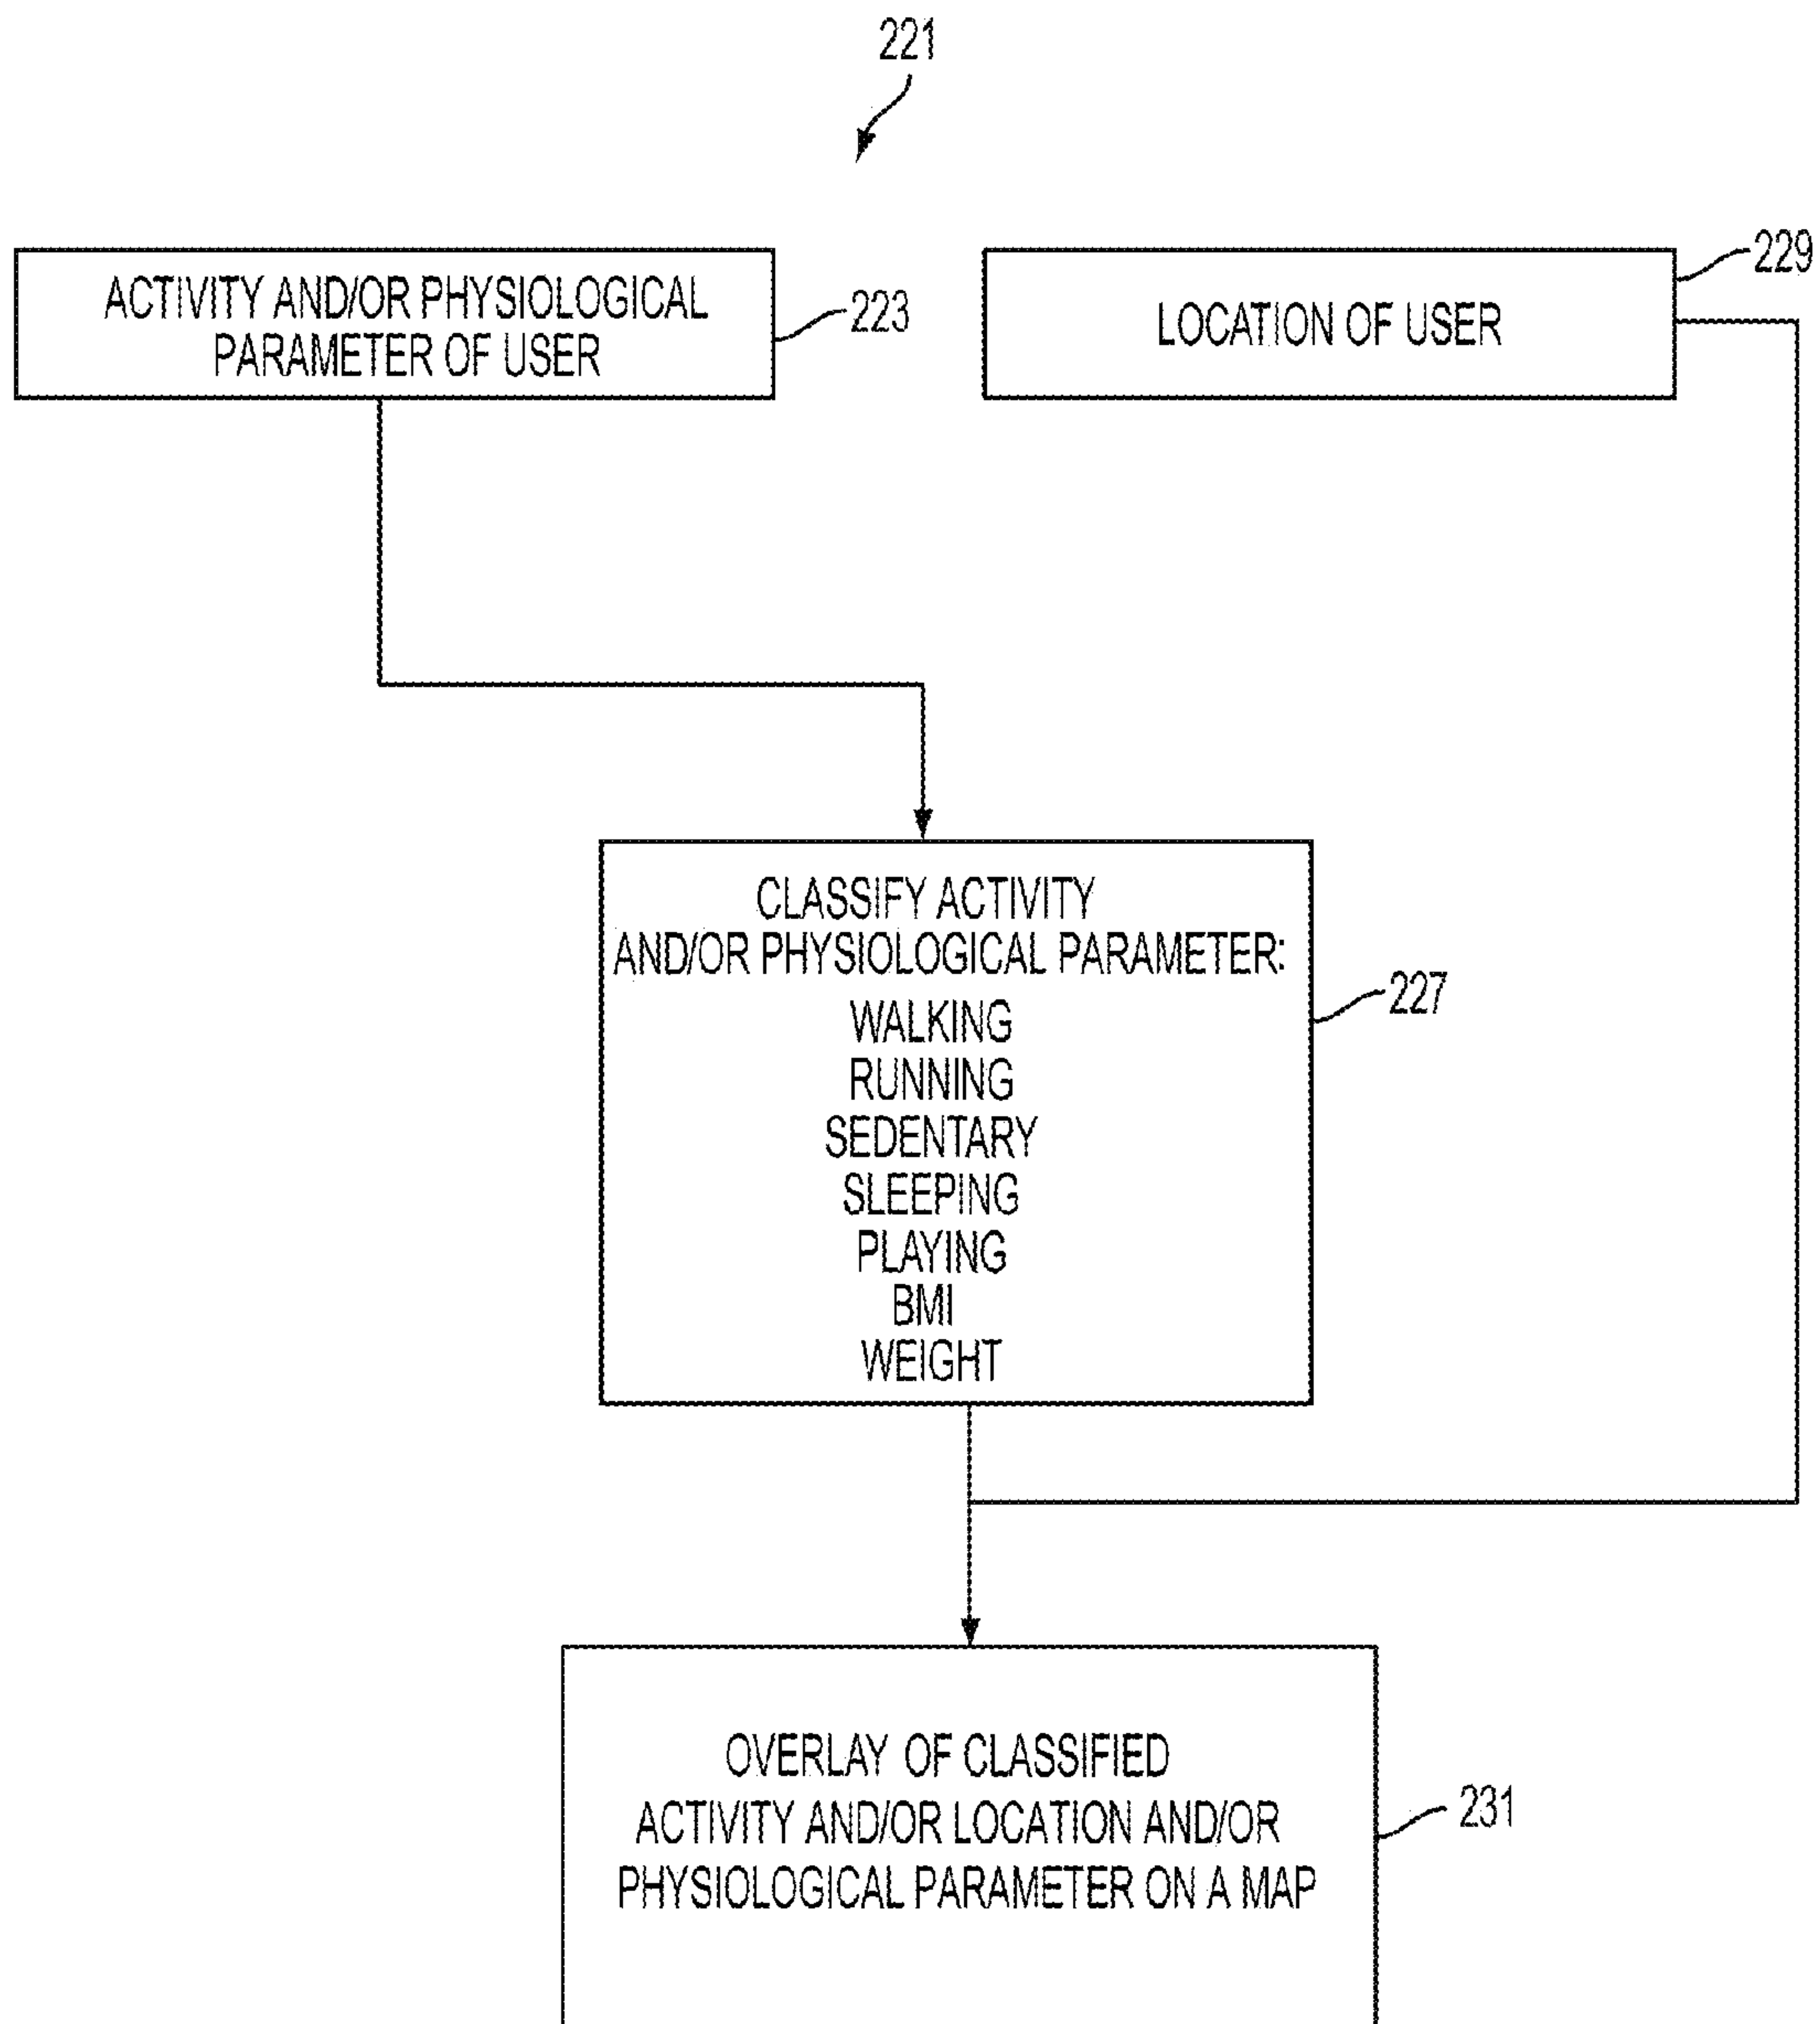 221
ACTIVITY AND/OR PHYSIOLOGICAL
PARAMETER OF USER
223
LOCATION OF USER
229
CLASSIFY ACTIVITY
AND/OR PHYSIOLOGICAL PARAMETER:
WALKING
RUNNING
SEDENTARY
SLEEPING
PLAYING
BMI
WEIGHT
227
OVERLAY OF CLASSIFIED
ACTIVITY AND/OR LOCATION AND/OR
PHYSIOLOGICAL PARAMETER ON A MAP
231